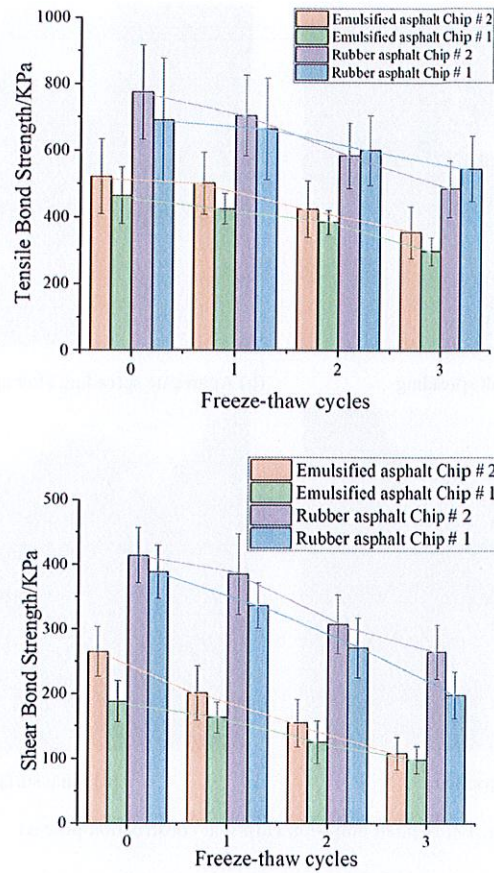 Emulsified asphalt Chip # 2
Emulsified asphalt Chip # 1
Rubber asphalt Chip # 2
Rubber asphalt Chip # 1
Tensile Bond Strength/KPa
1000
800
600
400
200
0
0 1 2 3
Freeze-thaw cycles
Emulsified asphalt Chip # 2
Emulsified asphalt Chip # 1
Rubber asphalt Chip # 2
Rubber asphalt Chip # 1
Shear Bond Strength/KPa
500
400
300
200
100
0
0 1 2 3
Freeze-thaw cycles